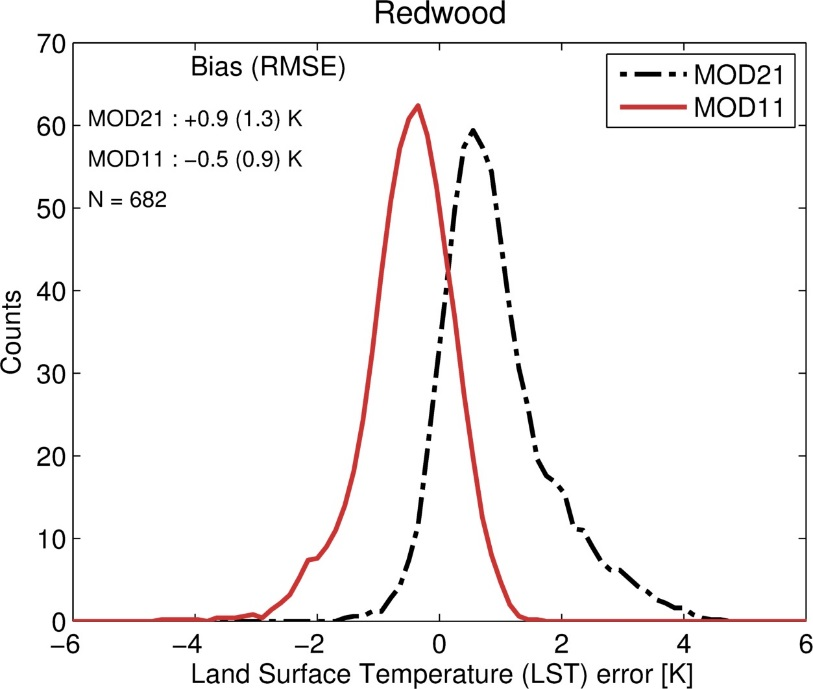 Redwood
Bias (RMSE)
MOD21 : +0.9 (1.3) K
MOD11 : −0.5 (0.9) K
N = 682
MOD21
MOD11
70
60
50
40
30
20
10
0
Counts
−6 −4 −2 0 2 4 6
Land Surface Temperature (LST) error [K]